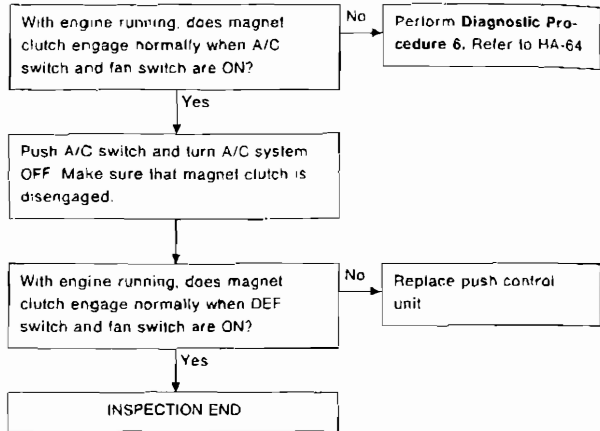 With engine running, does magnet
clutch engage normally when A/C
switch and fan switch are ON?
No
Perform Diagnostic Pro-
cedure 6. Refer to HA-64
Yes
Push A/C switch and turn A/C system
OFF. Make sure that magnet clutch is
disengaged.
With engine running, does magnet
clutch engage normally when DEF
switch and fan switch are ON?
No
Replace push control
unit
Yes
INSPECTION END